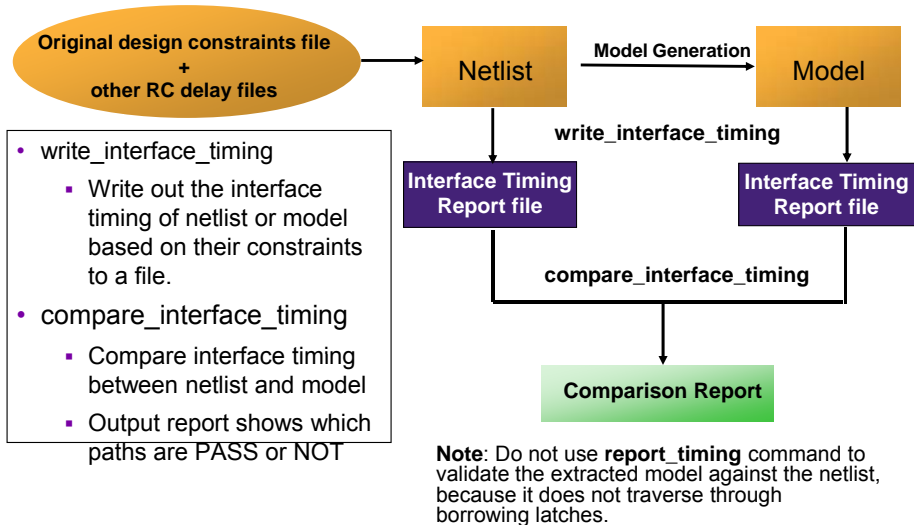 Original design constraints file
+
other RC delay files
Netlist
Model Generation
Model
write_interface_timing
Interface Timing
Report file
Interface Timing
Report file
compare_interface_timing
Comparison Report
• write_interface_timing
▪ Write out the interface
timing of netlist or model
based on their constraints
to a file.
• compare_interface_timing
▪ Compare interface timing
between netlist and model
▪ Output report shows which
paths are PASS or NOT
Note: Do not use report_timing command to
validate the extracted model against the netlist,
because it does not traverse through
borrowing latches.